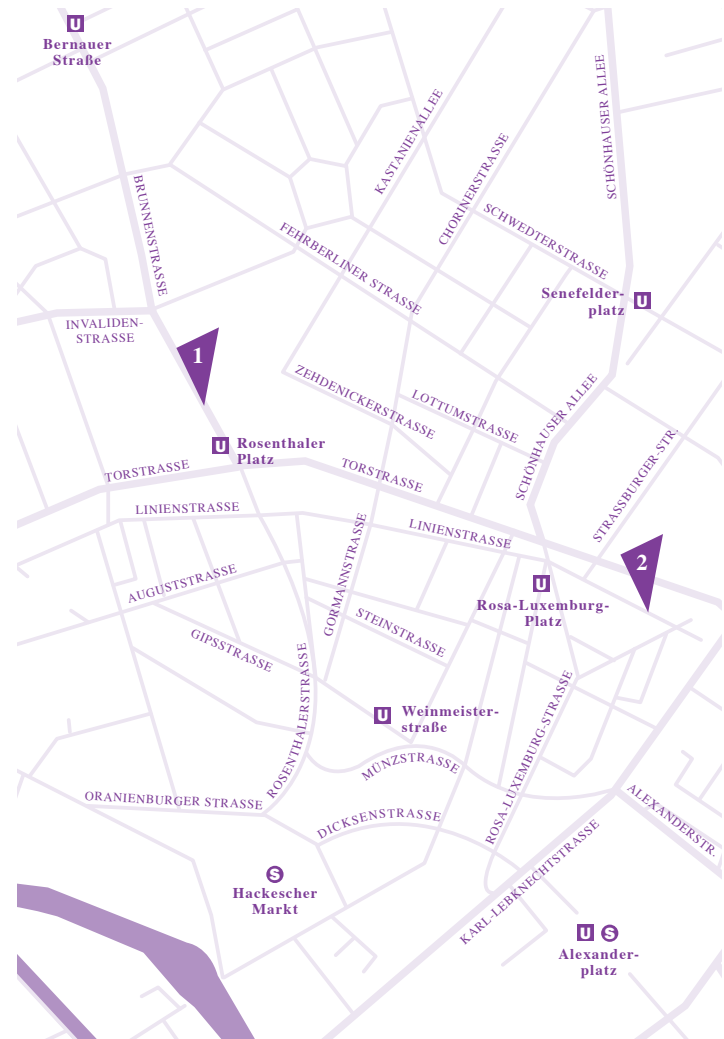 U
Bernauer
Straße
KASTANIENALLEE
SCHÖNHAUSER ALLEE
CHORINERSTRASSE
BRUNNENSTRASSE
SCHWEDTERSTRASSE
FEHRBERLINER STRASSE
Senefelder-
platz
U
INVALIDEN-
STRASSE
1
ZEHDENICKERSTRASSE
LOTTUMSTRASSE
SCHÖNHAUSER ALLEE
STRASSBURGER-STR.
U
Rosenthaler
Platz
TORSTRASSE
TORSTRASSE
LINIENSTRASSE
LINIENSTRASSE
GORMANNSTRASSE
2
AUGUSTSTRASSE
U
Rosa-Luxemburg-
Platz
STEINSTRASSE
GIPSSTRASSE
ROSENTHALERSTRASSE
U
Weinmeister-
straße
ROSA-LUXEMBURG-STRASSE
MÜNZSTRASSE
ORANIENBURGER STRASSE
DICKSENSTRASSE
ALEXANDERSTR.
KARL-LEBKNECHTSTRASSE
S
Hackescher
Markt
U S
Alexander-
platz